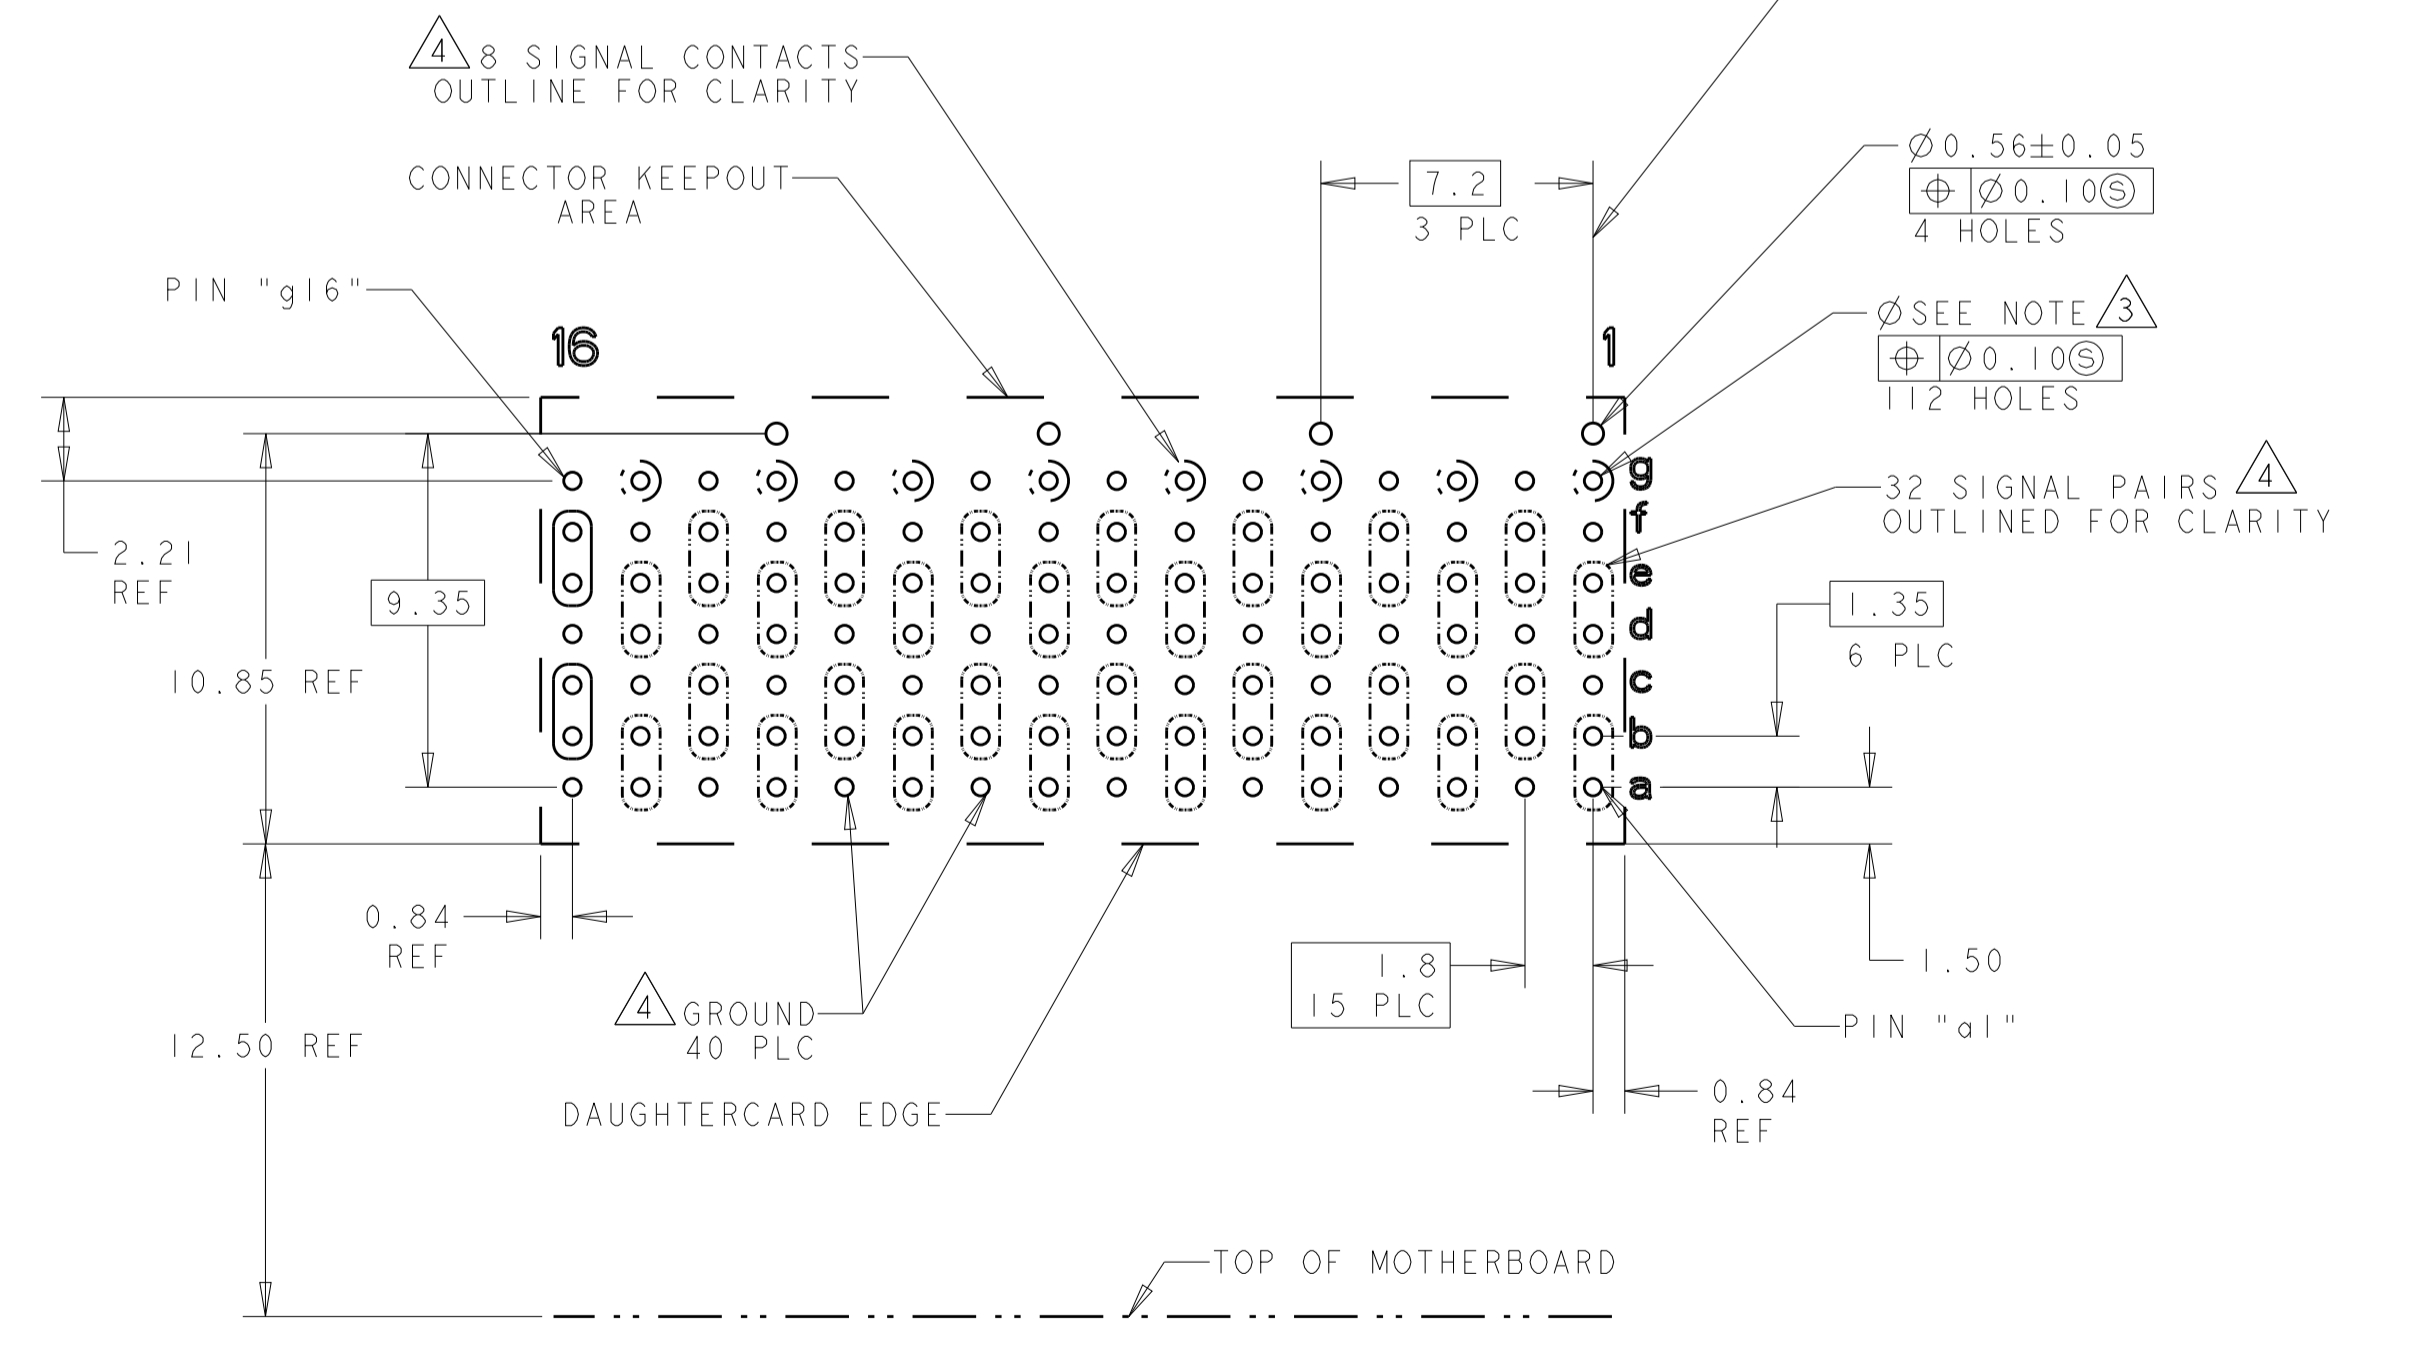 4 8 SIGNAL CONTACTS
OUTLINE FOR CLARITY
CONNECTOR KEEPOUT
AREA
PIN "g16"
16
7.2
3 PLC
1
Ø0.56±0.05
⌖ Ø0.10Ⓢ
4 HOLES
ØSEE NOTE 3
⌖ Ø0.10Ⓢ
112 HOLES
32 SIGNAL PAIRS 4
OUTLINED FOR CLARITY
g
f
e
d
c
b
a
2.21
REF
9.35
10.85 REF
1.35
6 PLC
0.84
REF
4 GROUND
40 PLC
12.50 REF
DAUGHTERCARD EDGE
1.8
15 PLC
1.50
PIN "a1"
0.84
REF
TOP OF MOTHERBOARD